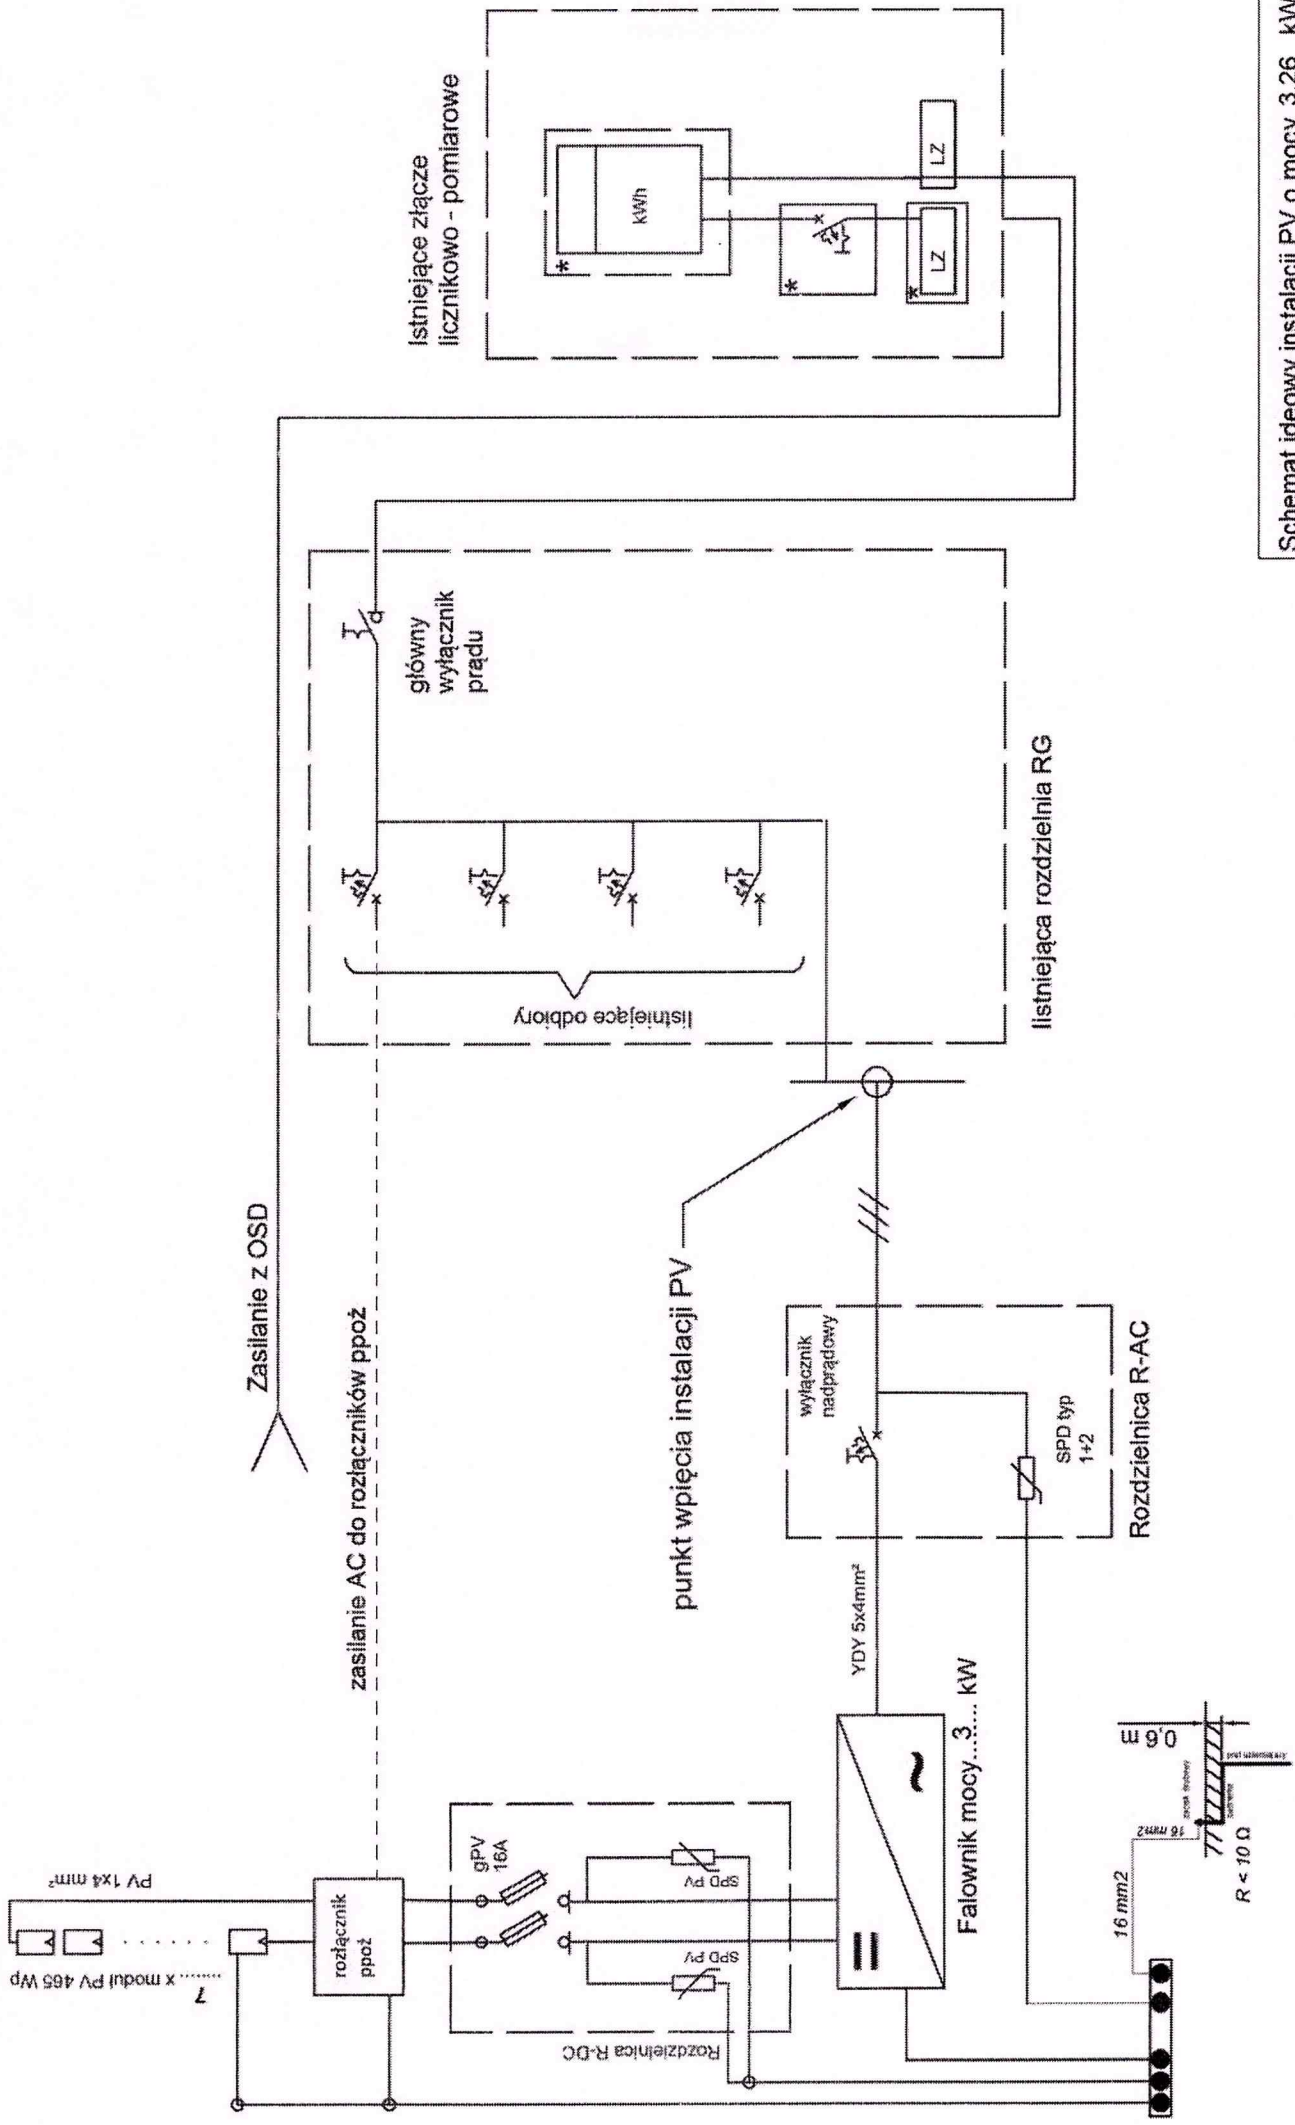 Istniejące złącze
licznikowo - pomiarowe
*
kWh
*
*
LZ
LZ
główny
wyłącznik
prądu
Iistniejące odbiory
Iistniejąca rozdzielnia RG
Zasilanie z OSD
zasilanie AC do rozłączników ppoż
punkt wpięcia instalacji PV
wyłącznik
nadprądowy
SPD typ
1+2
Rozdzielnica R-AC
YDY 5x4mm²
Falownik mocy...3..... kW
7
........ x moduł PV 465 Wp
PV 1x4 mm²
rozłącznik
ppoż
gPV
16A
SPD PV
SPD PV
Rozdzielnica R-DC
16 mm2
16 mm2
0,6 m
R < 10 Ω
Schemat ideowy instalacji PV o mocy 3,26 kW